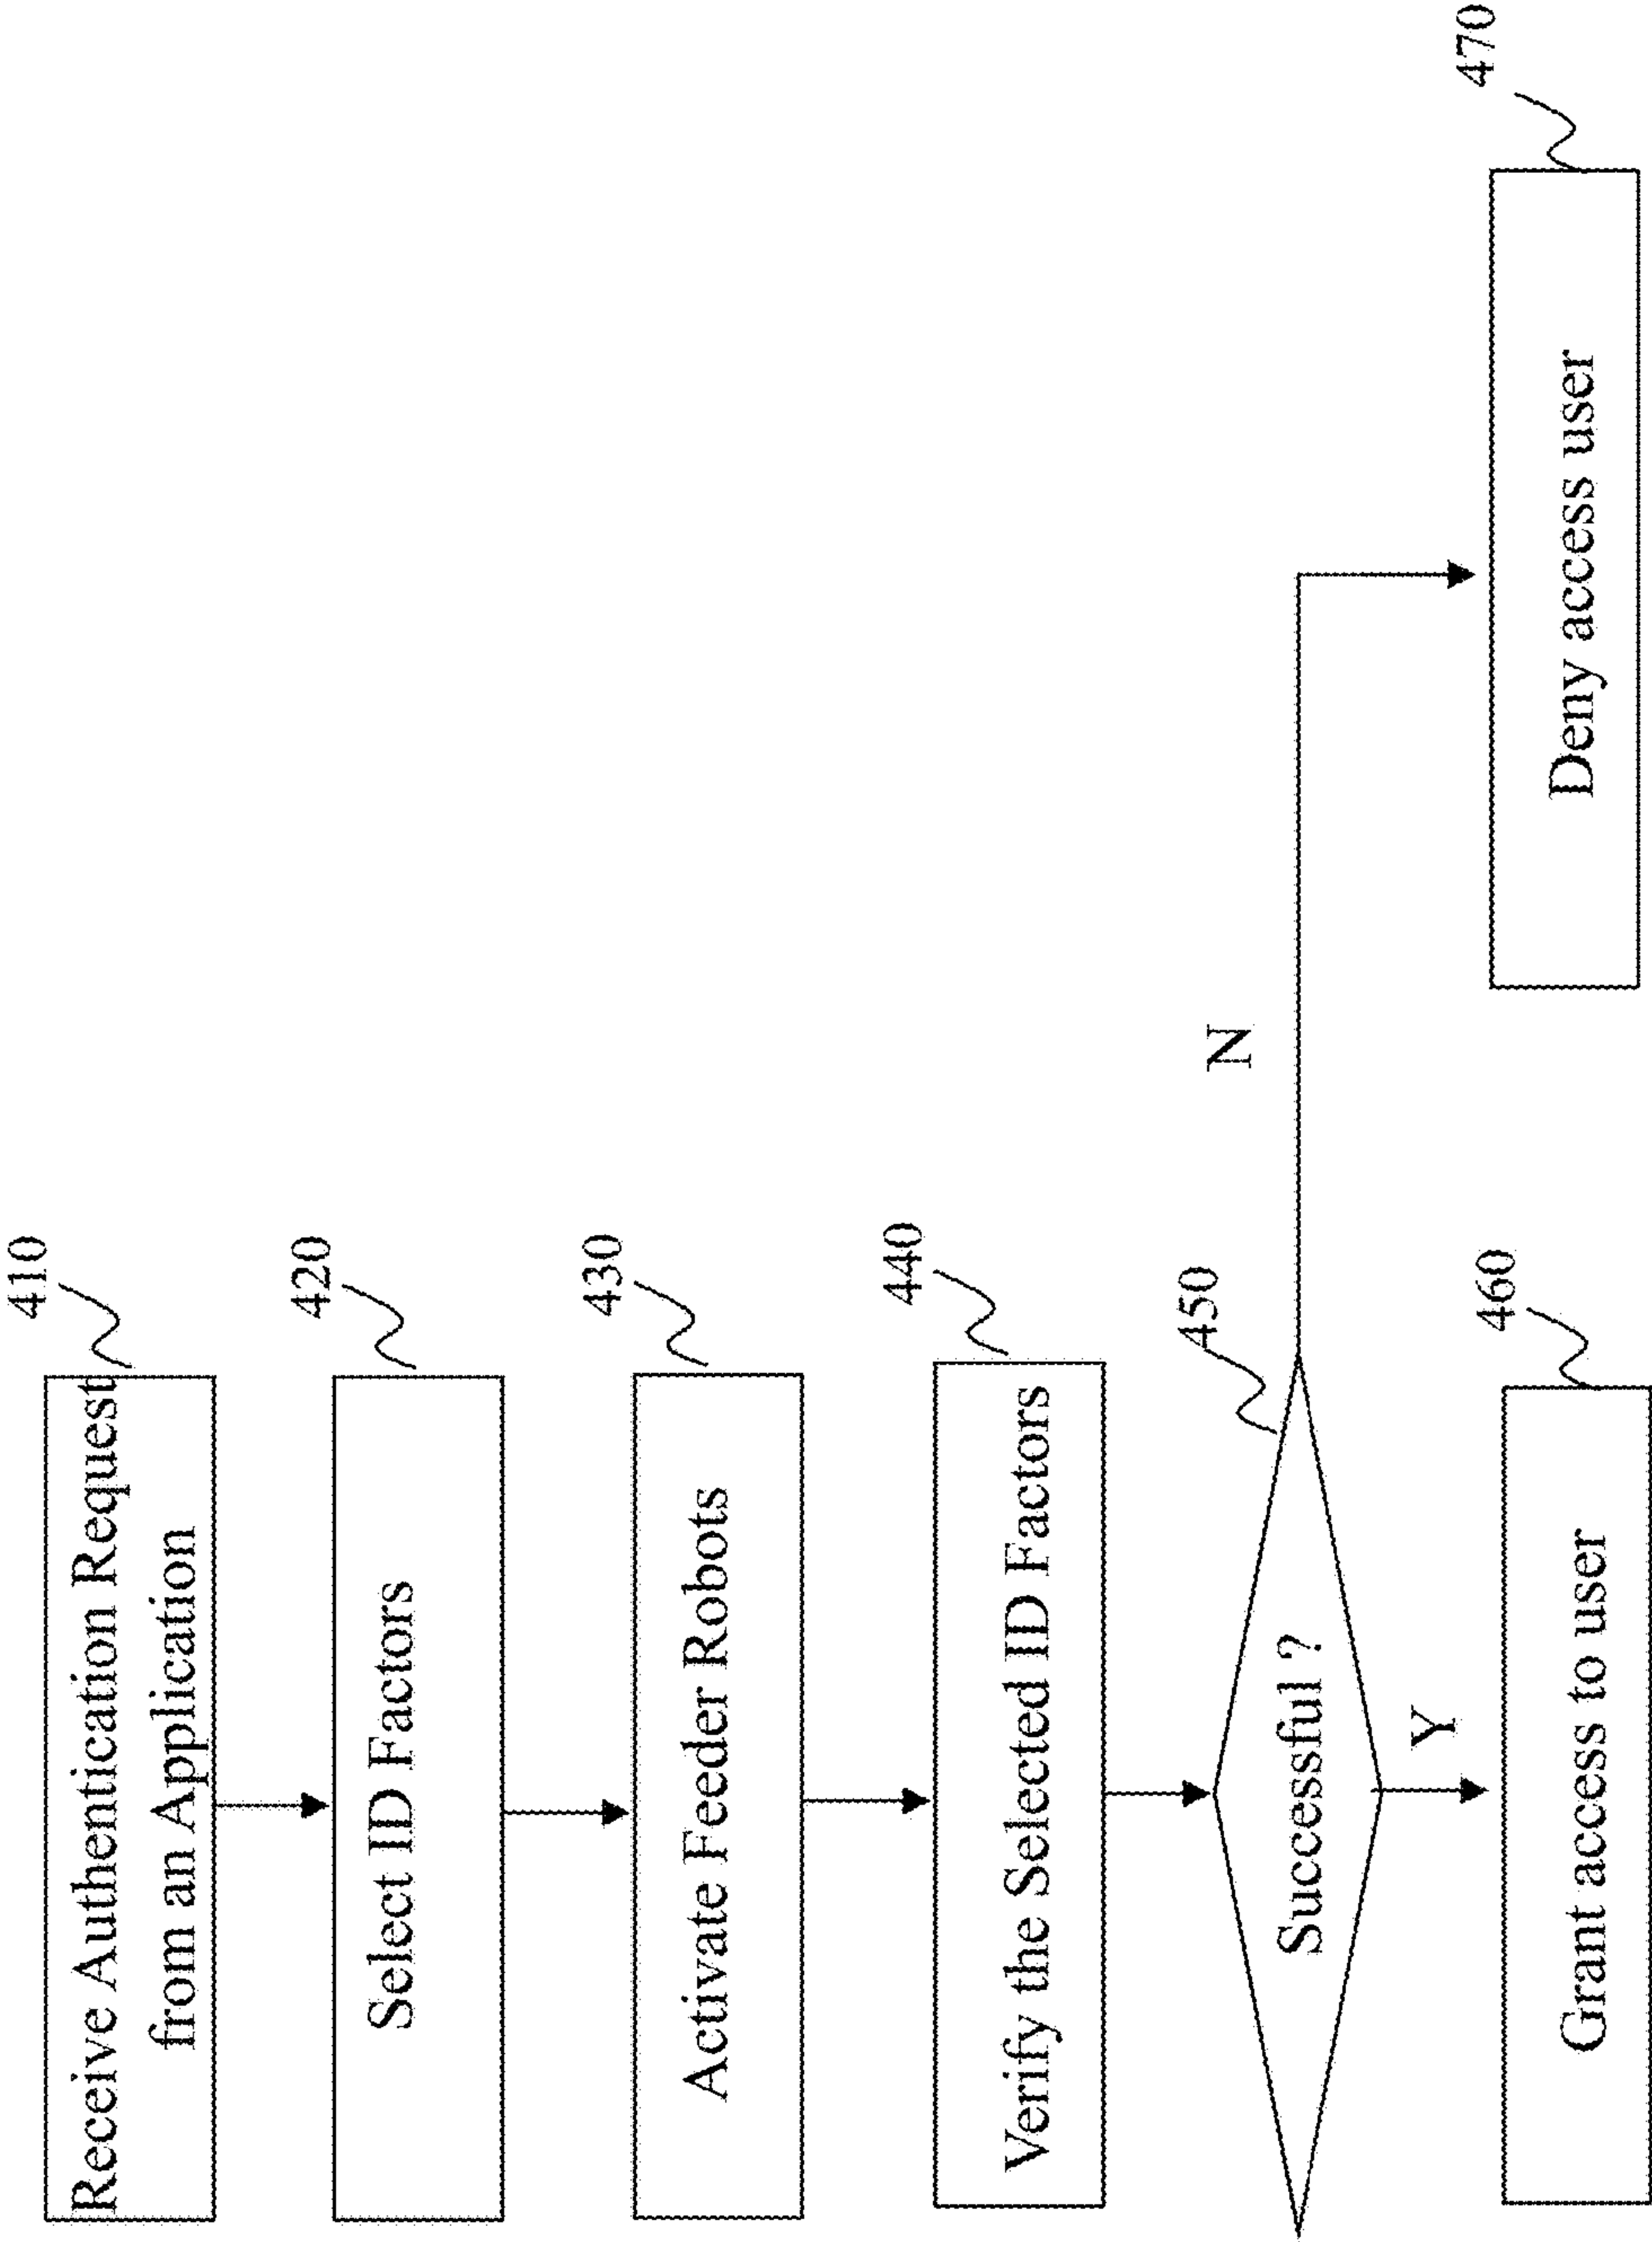 410
Receive Authentication Request
from an Application
420
Select ID Factors
430
Activate Feeder Robots
440
Verify the Selected ID Factors
450
Successful ?
N
Y
460
Grant access to user
470
Deny access user